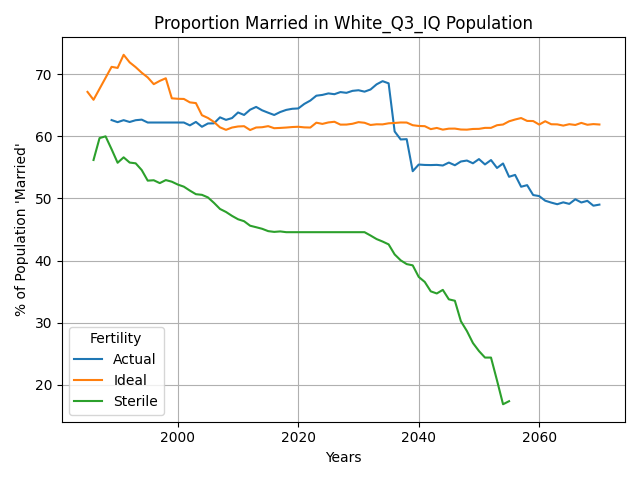 Proportion Married in White_Q3_IQ Population
% of Population 'Married'
70
60
50
40
30
20
Fertility
Actual
Ideal
Sterile
2000 2020 2040 2060
Years